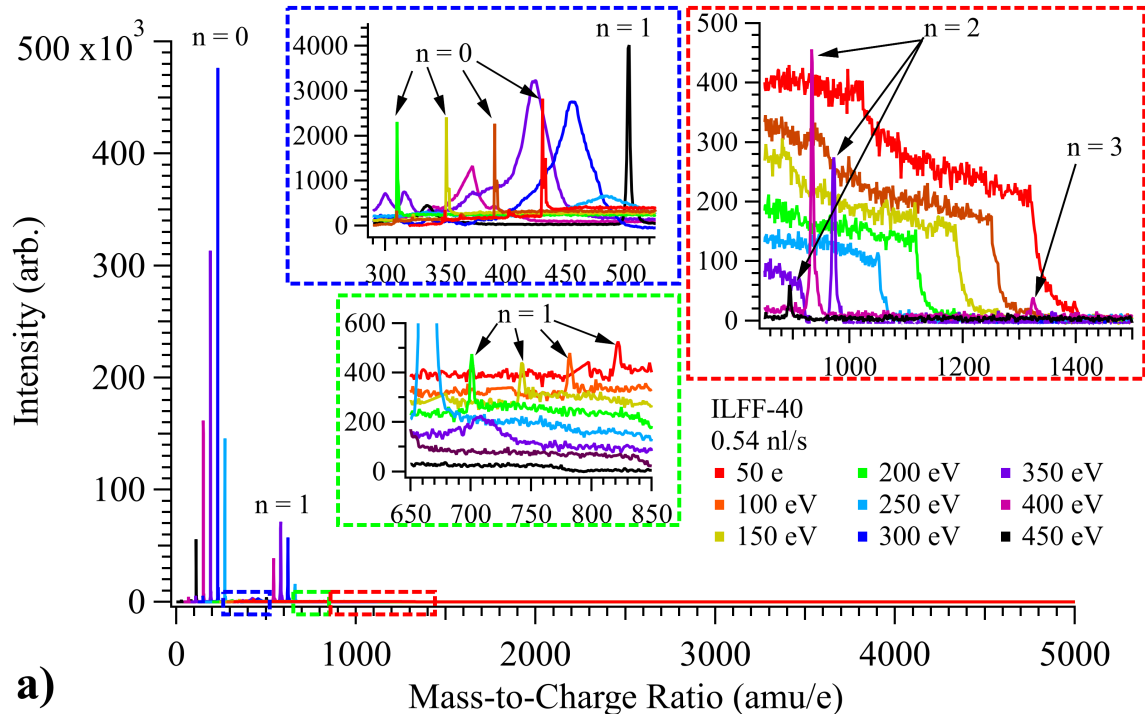 500 x10³
400
300
200
100
0
Intensity (arb.)
n = 0
n = 1
4000
3000
2000
1000
0
n = 0
n = 1
300
350
400
450
500
600
400
200
0
n = 1
650
700
750
800
850
500
400
300
200
100
0
n = 2
n = 3
1000
1200
1400
ILFF-40
0.54 nl/s
50 e 200 eV 350 eV
100 eV 250 eV 400 eV
150 eV 300 eV 450 eV
0
1000
2000
3000
4000
5000
Mass-to-Charge Ratio (amu/e)
a)